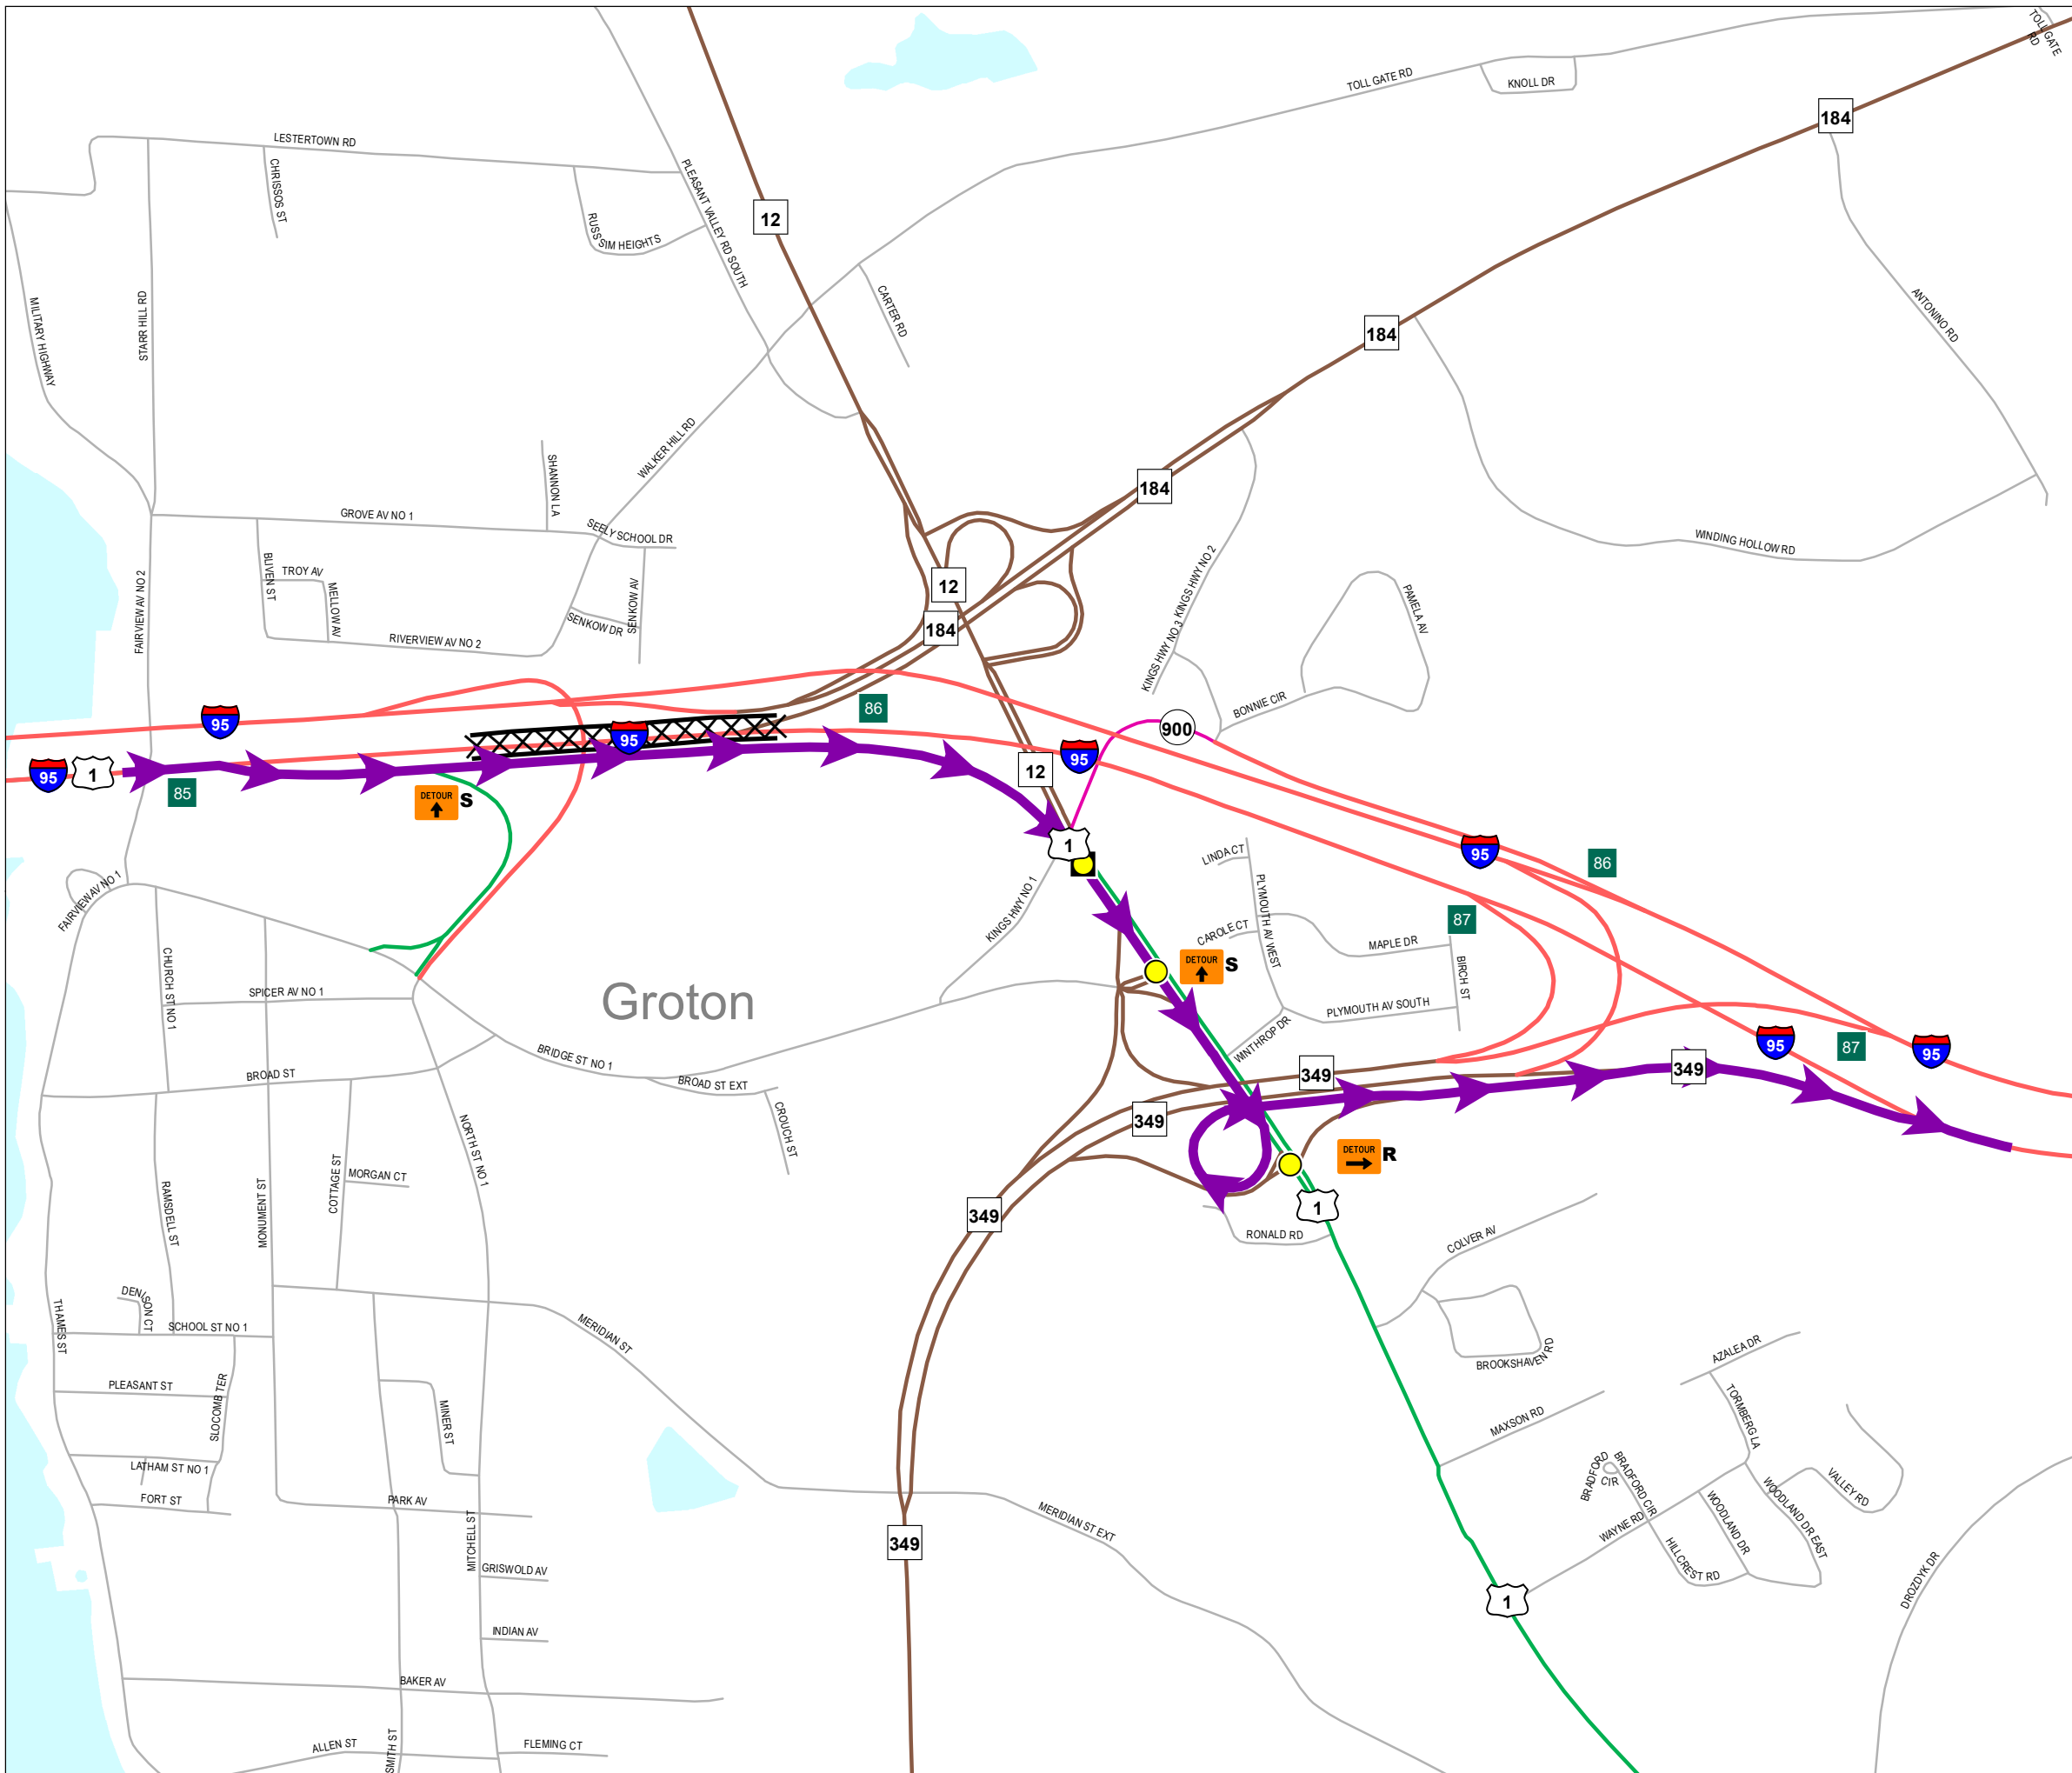 TOLL GATE RD
TOLL GATE RD
KNOLL DR
184
LESTERTOWN RD
CHRISSOS ST
PLEASANT VALLEY RD SOUTH
12
RUSS
SIM HEIGHTS
MILITARY HIGHWAY
STARR HILL RD
CARTER RD
184
ANTONINO RD
WALKER HILL RD
SHANNON LA
GROVE AV NO 1
SEELY SCHOOL DR
184
WINDING HOLLOW RD
BLIVEN ST
TROY AV
MELLOW AV
FAIRVIEW AV NO 2
SENKOW AV
SENKOW DR
RIVERVIEW AV NO 2
12
184
KINGS HWY NO 2
KINGS HWY NO 3
PAMELA AV
BONNIE CIR
86
95
95
900
95
12
95
1
85
DETOUR
S
1
95
86
LINDA CT
PLYMOUTH AV WEST
KINGS HWY NO 1
87
FAIRVIEW AV NO 1
CAROLE CT
MAPLE DR
BIRCH ST
CHURCH ST NO 1
DETOUR
S
SPICER AV NO 1
Groton
PLYMOUTH AV SOUTH
WINTHROP DR
95
87
95
BRIDGE ST NO 1
BROAD ST
BROAD ST EXT
349
349
349
CROUCH ST
NORTH ST NO 1
DETOUR
R
COTTAGE ST
MORGAN CT
RAMSDELL ST
MONUMENT ST
349
1
RONALD RD
COLVER AV
DENISON CT
THAMES ST
SCHOOL ST NO 1
MERIDIAN ST
BROOKSHAVEN RD
AZALEA DR
PLEASANT ST
SLOCOMB TER
MINER ST
TORMBERG LA
MAXSON RD
LATHAM ST NO 1
BRADFORD CIR
BRADFORD CIR
FORT ST
PARK AV
VALLEY RD
WOODLAND DR EAST
MERIDIAN ST EXT
WAYNE RD
WOODLAND DR
349
MITCHELL ST
HILLCREST RD
GRISWOLD AV
DROZDYK DR
1
INDIAN AV
BAKER AV
SMITH ST
ALLEN ST
FLEMING CT